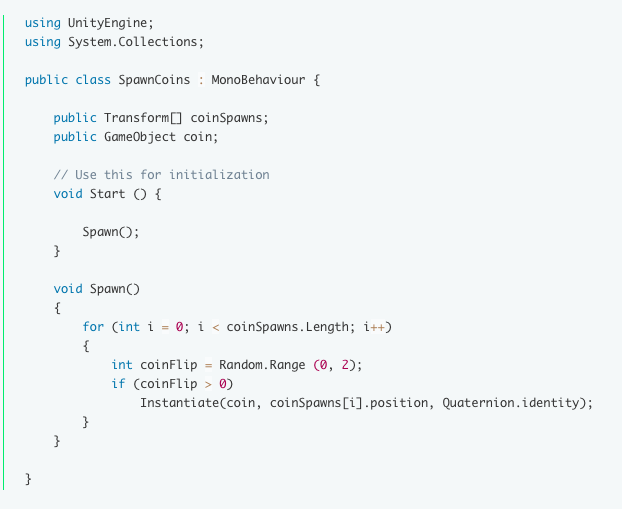 using UnityEngine;
using System.Collections;

public class SpawnCoins : MonoBehaviour {

    public Transform[] coinSpawns;
    public GameObject coin;

    // Use this for initialization
    void Start () {

        Spawn();
    }

    void Spawn()
    {
        for (int i = 0; i < coinSpawns.Length; i++)
        {
            int coinFlip = Random.Range (0, 2);
            if (coinFlip > 0)
                Instantiate(coin, coinSpawns[i].position, Quaternion.identity);
        }
    }

}